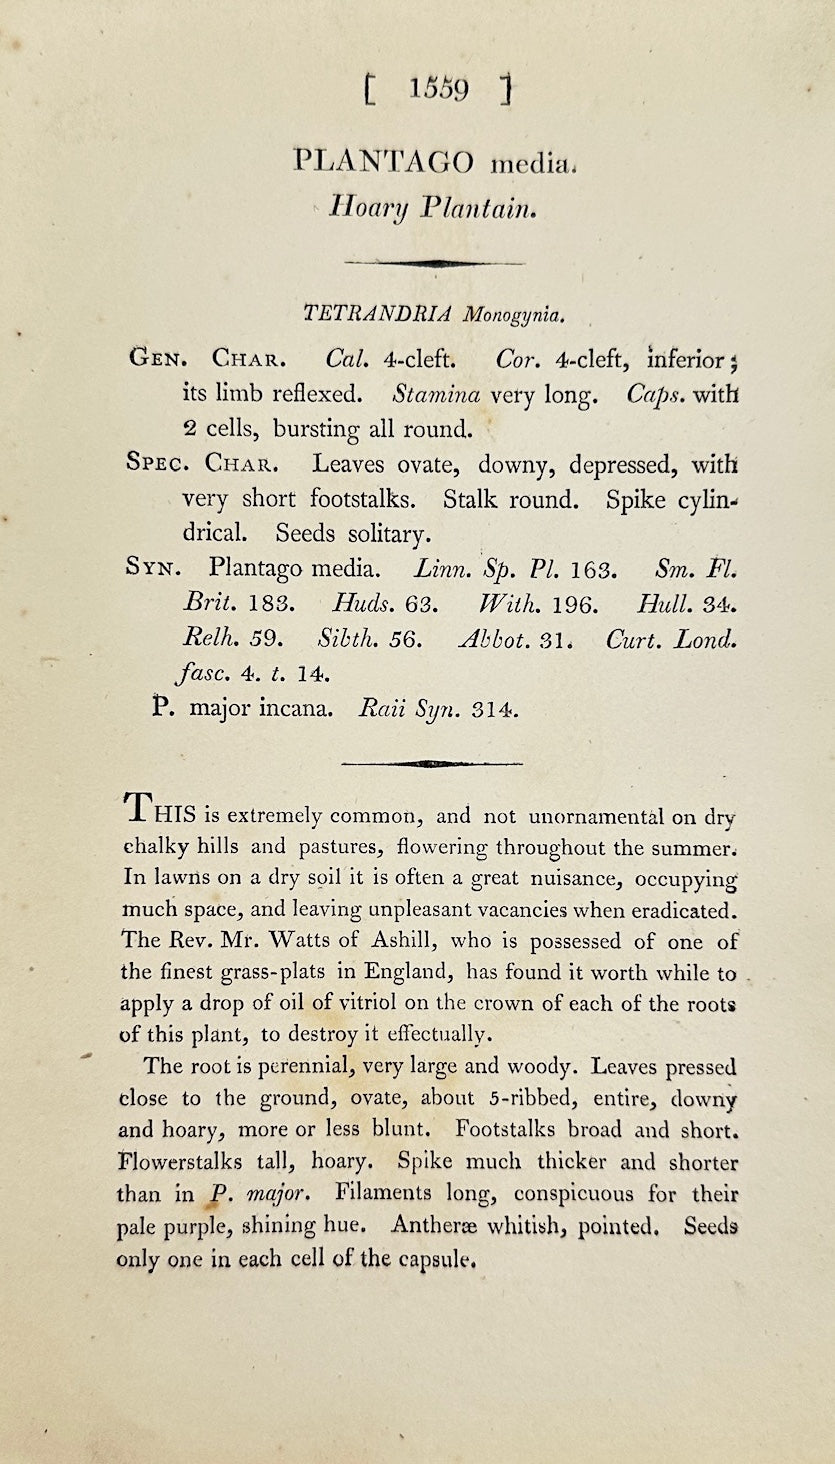 [ 1559 ]
PLANTAGO media.
Hoary Plantain.
TETRANDRIA Monogynia.
GEN. CHAR. Cal. 4-cleft. Cor. 4-cleft, inferior;
its limb reflexed. Stamina very long. Caps. with
2 cells, bursting all round.
SPEC. CHAR. Leaves ovate, downy, depressed, with
very short footstalks. Stalk round. Spike cylin-
drical. Seeds solitary.
SYN. Plantago media. Linn. Sp. Pl. 163. Sm. Fl.
Brit. 183. Huds. 63. With. 196. Hull. 34.
Relh. 59. Sibth. 56. Abbot. 31. Curt. Lond.
fasc. 4. t. 14.
P. major incana. Raii Syn. 314.
THIS is extremely common, and not unornamental on dry
chalky hills and pastures, flowering throughout the summer.
In lawns on a dry soil it is often a great nuisance, occupying
much space, and leaving unpleasant vacancies when eradicated.
The Rev. Mr. Watts of Ashill, who is possessed of one of
the finest grass-plats in England, has found it worth while to
apply a drop of oil of vitriol on the crown of each of the roots
of this plant, to destroy it effectually.
The root is perennial, very large and woody. Leaves pressed
close to the ground, ovate, about 5-ribbed, entire, downy
and hoary, more or less blunt. Footstalks broad and short.
Flowerstalks tall, hoary. Spike much thicker and shorter
than in P. major. Filaments long, conspicuous for their
pale purple, shining hue. Antheræ whitish, pointed. Seeds
only one in each cell of the capsule.